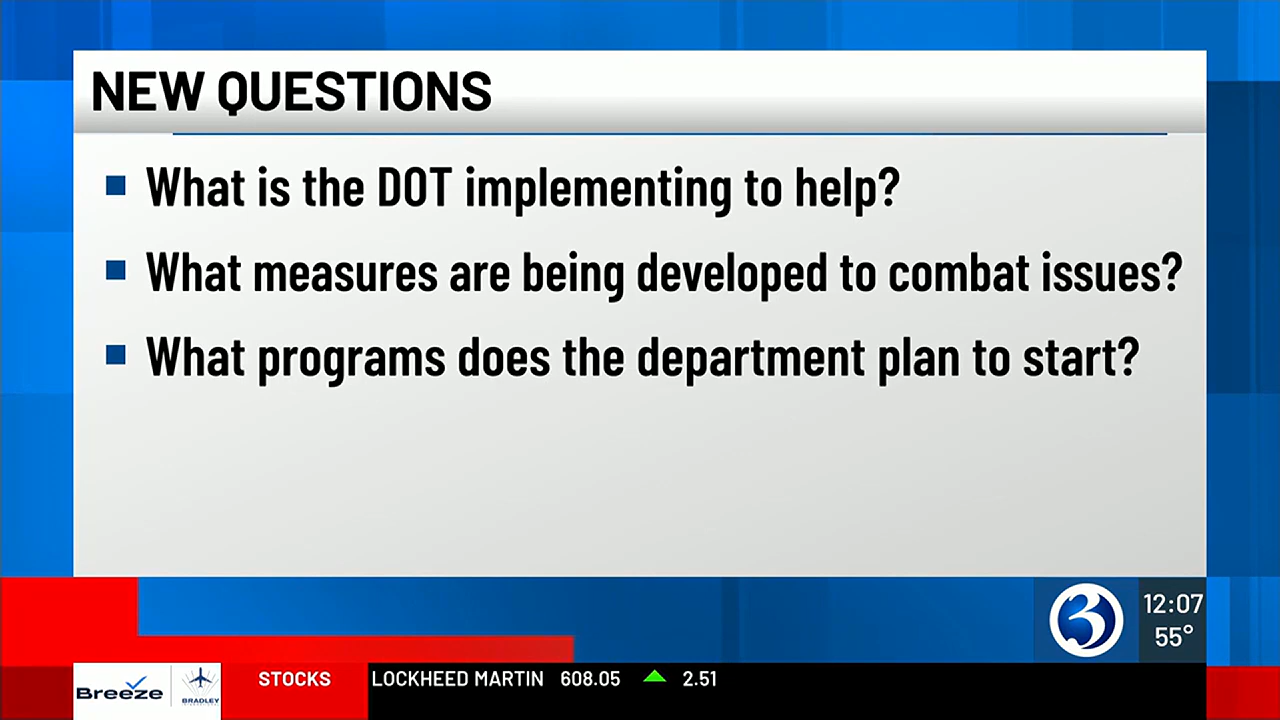 NEW QUESTIONS
What is the DOT implementing to help?
What measures are being developed to combat issues?
What programs does the department plan to start?
3
12:07
55°
Breeze
BRADLEY
STOCKS
LOCKHEED MARTIN 608.05 2.51